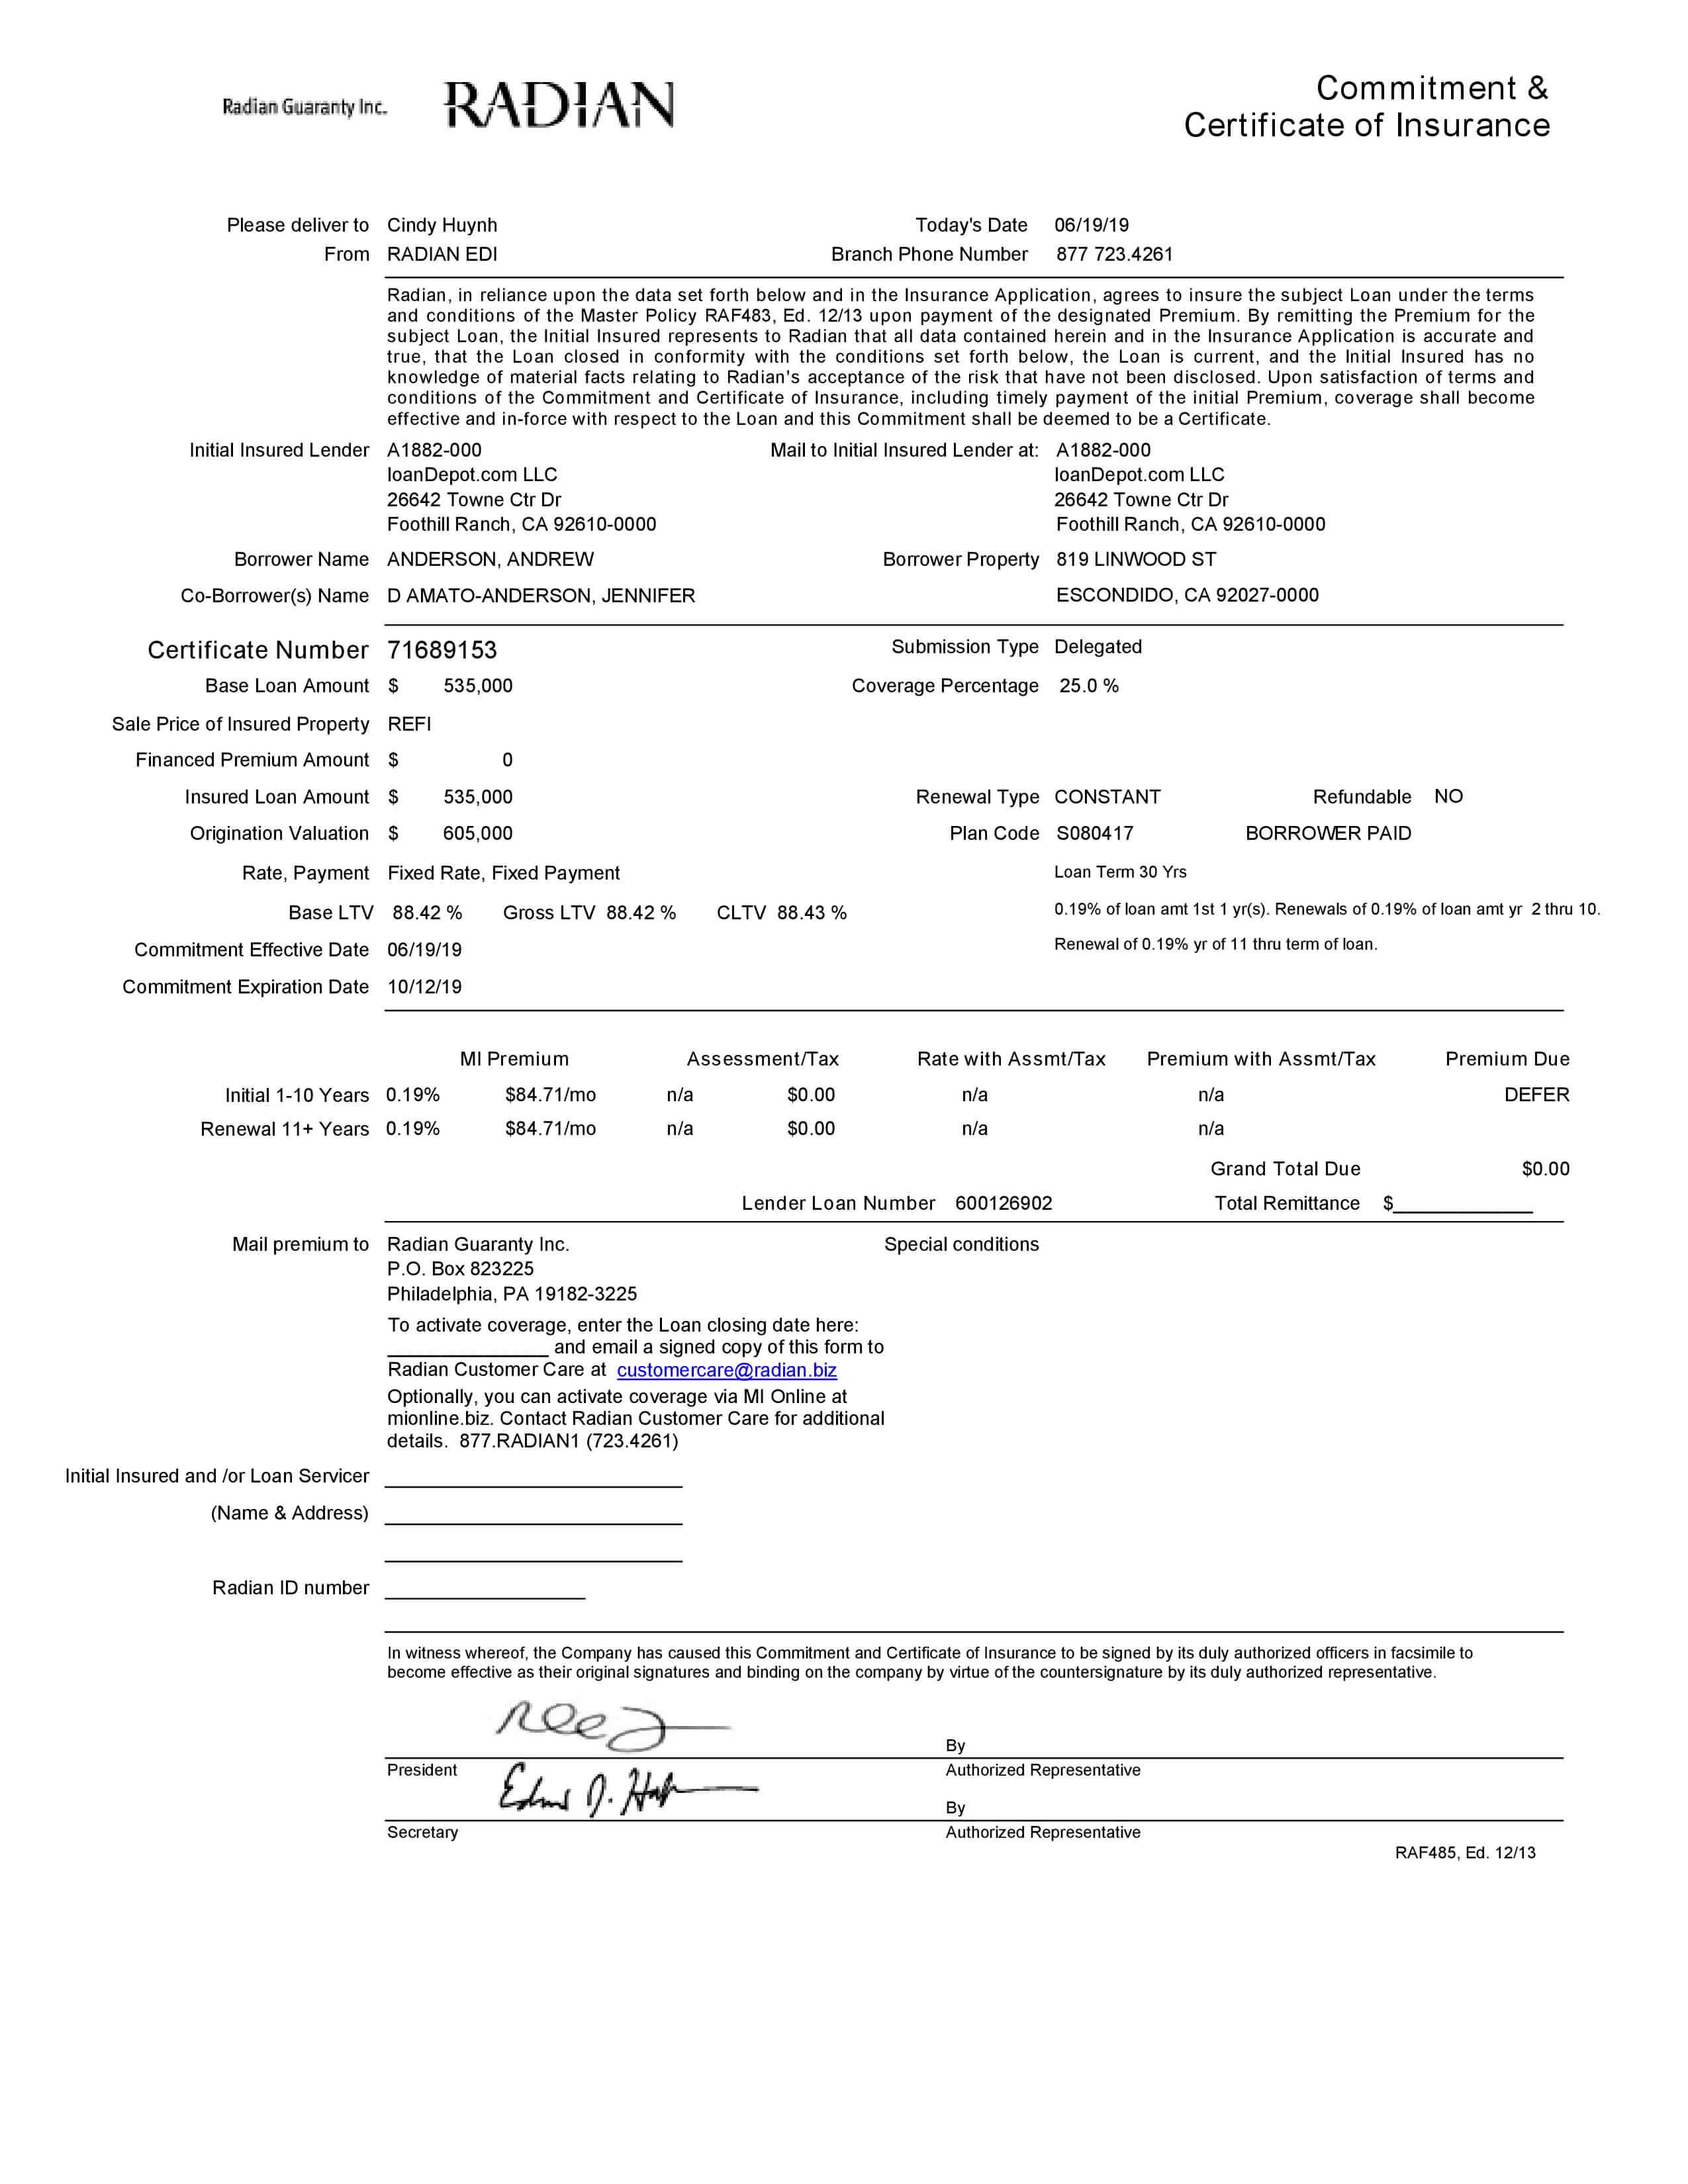 Radian Guaranty Inc. RADIAN
Commitment &
Certificate of Insurance
Please deliver to Cindy Huynh Today's Date 06/19/19
From RADIAN EDI Branch Phone Number 877 723.4261
Radian, in reliance upon the data set forth below and in the Insurance Application, agrees to insure the subject Loan under the terms
and conditions of the Master Policy RAF483, Ed. 12/13 upon payment of the designated Premium. By remitting the Premium for the
subject Loan, the Initial Insured represents to Radian that all data contained herein and in the Insurance Application is accurate and
true, that the Loan closed in conformity with the conditions set forth below, the Loan is current, and the Initial Insured has no
knowledge of material facts relating to Radian's acceptance of the risk that have not been disclosed. Upon satisfaction of terms and
conditions of the Commitment and Certificate of Insurance, including timely payment of the initial Premium, coverage shall become
effective and in-force with respect to the Loan and this Commitment shall be deemed to be a Certificate.
Initial Insured Lender A1882-000 Mail to Initial Insured Lender at: A1882-000
loanDepot.com LLC loanDepot.com LLC
26642 Towne Ctr Dr 26642 Towne Ctr Dr
Foothill Ranch, CA 92610-0000 Foothill Ranch, CA 92610-0000
Borrower Name ANDERSON, ANDREW Borrower Property 819 LINWOOD ST
Co-Borrower(s) Name D AMATO-ANDERSON, JENNIFER ESCONDIDO, CA 92027-0000
Certificate Number 71689153 Submission Type Delegated
Base Loan Amount $ 535,000 Coverage Percentage 25.0 %
Sale Price of Insured Property REFI
Financed Premium Amount $ 0
Insured Loan Amount $ 535,000 Renewal Type CONSTANT Refundable NO
Origination Valuation $ 605,000 Plan Code S080417 BORROWER PAID
Rate, Payment Fixed Rate, Fixed Payment Loan Term 30 Yrs
Base LTV 88.42 % Gross LTV 88.42 % CLTV 88.43 % 0.19% of loan amt 1st 1 yr(s). Renewals of 0.19% of loan amt yr 2 thru 10.
Commitment Effective Date 06/19/19 Renewal of 0.19% yr of 11 thru term of loan.
Commitment Expiration Date 10/12/19
MI Premium Assessment/Tax Rate with Assmt/Tax Premium with Assmt/Tax Premium Due
Initial 1-10 Years 0.19% $84.71/mo n/a $0.00 n/a n/a DEFER
Renewal 11+ Years 0.19% $84.71/mo n/a $0.00 n/a n/a
Grand Total Due $0.00
Lender Loan Number 600126902 Total Remittance $
Mail premium to Radian Guaranty Inc. Special conditions
P.O. Box 823225
Philadelphia, PA 19182-3225
To activate coverage, enter the Loan closing date here:
and email a signed copy of this form to
Radian Customer Care at customercare@radian.biz
Optionally, you can activate coverage via MI Online at
mionline.biz. Contact Radian Customer Care for additional
details. 877.RADIAN1 (723.4261)
Initial Insured and /or Loan Servicer
(Name & Address)
Radian ID number
In witness whereof, the Company has caused this Commitment and Certificate of Insurance to be signed by its duly authorized officers in facsimile to
become effective as their original signatures and binding on the company by virtue of the countersignature by its duly authorized representative.
By
President Authorized Representative
By
Secretary Authorized Representative
RAF485, Ed. 12/13